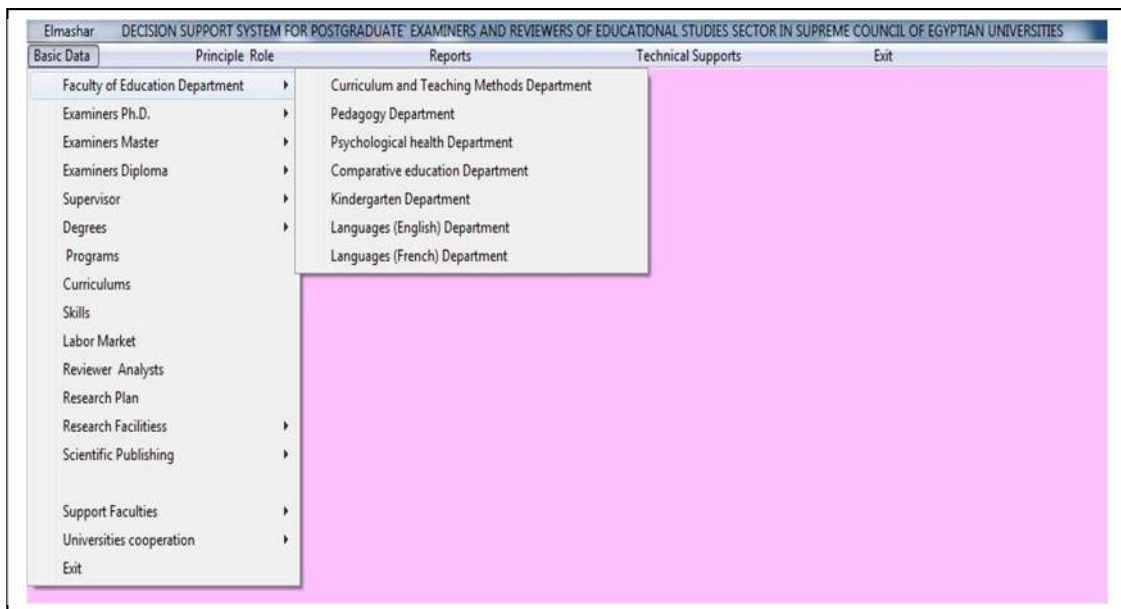 Elmashar DECISION SUPPORT SYSTEM FOR POSTGRADUATE` EXAMINERS AND REVIEWERS OF EDUCATIONAL STUDIES SECTOR IN SUPREME COUNCIL OF EGYPTIAN UNIVERSITIES
Basic Data Principle Role Reports Technical Supports Exit
Faculty of Education Department
Examiners Ph.D.
Examiners Master
Examiners Diploma
Supervisor
Degrees
Programs
Curriculums
Skills
Labor Market
Reviewer Analysts
Research Plan
Research Facilitiess
Scientific Publishing
Support Faculties
Universities cooperation
Exit
Curriculum and Teaching Methods Department
Pedagogy Department
Psychological health Department
Comparative education Department
Kindergarten Department
Languages (English) Department
Languages (French) Department